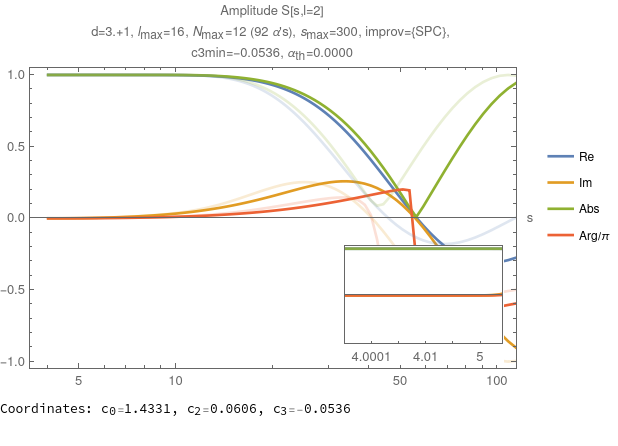 Amplitude S[s,l=2]
d=3.+1, lmax=16, Nmax=12 (92 α's), smax=300, improv={SPC},
c3min=-0.0536, αth=0.0000
1.0
0.5
0.0
-0.5
-1.0
s
Re
Im
Abs
Arg/π
4.0001 4.01 5
5 10 50 100
Coordinates: c0=1.4331, c2=0.0606, c3=-0.0536